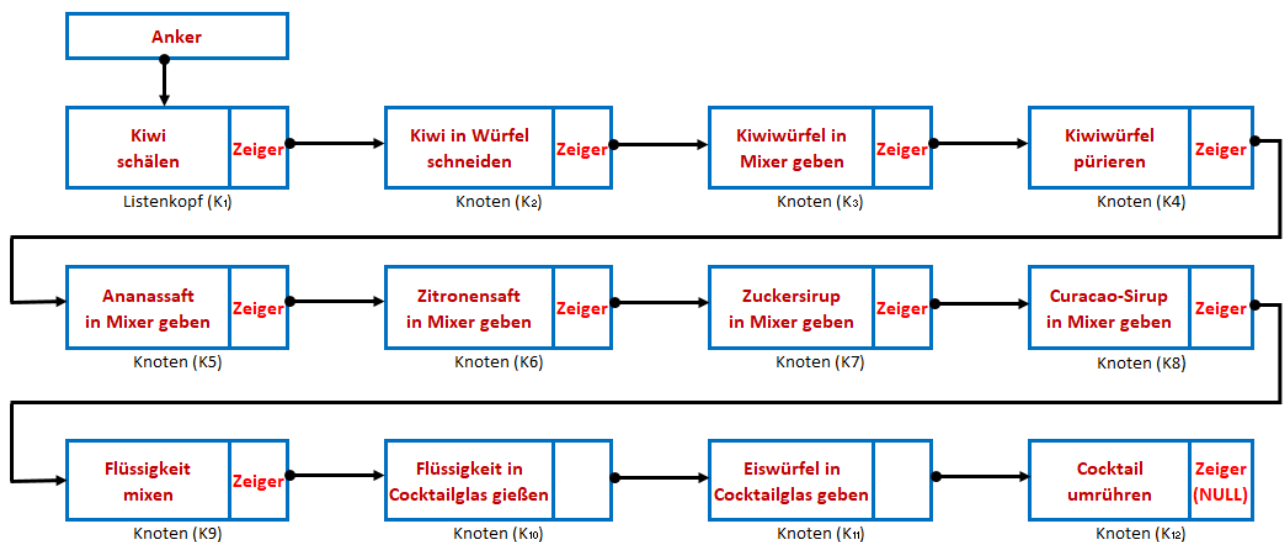 Anker
Kiwi
schälen
Zeiger
Kiwi in Würfel
schneiden
Zeiger
Kiwiwürfel in
Mixer geben
Zeiger
Kiwiwürfel
pürieren
Zeiger
Listenkopf (K₁)
Knoten (K₂)
Knoten (K₃)
Knoten (K4)
Ananassaft
in Mixer geben
Zeiger
Zitronensaft
in Mixer geben
Zeiger
Zuckersirup
in Mixer geben
Zeiger
Curacao-Sirup
in Mixer geben
Zeiger
Knoten (K5)
Knoten (K6)
Knoten (K7)
Knoten (K8)
Flüssigkeit
mixen
Zeiger
Flüssigkeit in
Cocktailglas gießen
Eiswürfel in
Cocktailglas geben
Cocktail
umrühren
Zeiger
(NULL)
Knoten (K9)
Knoten (K₁₀)
Knoten (K₁₁)
Knoten (K₁₂)